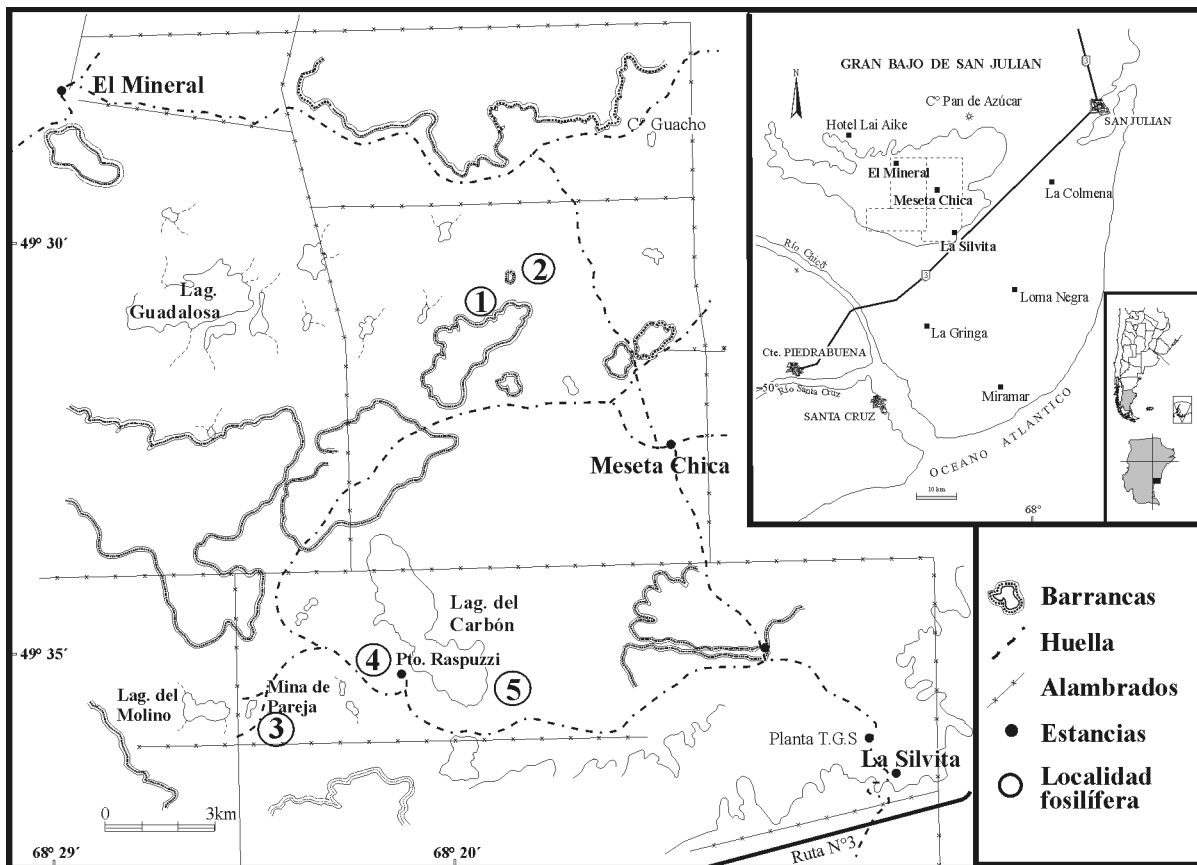 El Mineral
Cº Guacho
49º 30´
Lag.
Guadalosa
1
2
Meseta Chica
Lag. del
Carbón
49º 35´
4
Pto. Raspuzzi
5
Lag. del
Molino
Mina de
Pareja
3
Planta T.G.S
La Silvita
0 3km
Ruta Nº3
68º 29´
68º 20´
GRAN BAJO DE SAN JULIAN
N
3
Cº Pan de Azúcar
SAN JULIAN
Hotel Lai Aike
El Mineral
Meseta Chica
La Colmena
La Silvita
Río Chico
3
Loma Negra
La Gringa
Cte. PIEDRABUENA
50°
Río Santa Cruz
SANTA CRUZ
Miramar
OCEANO ATLANTICO
10 km
68°
Barrancas
Huella
Alambrados
Estancias
Localidad
fosilífera